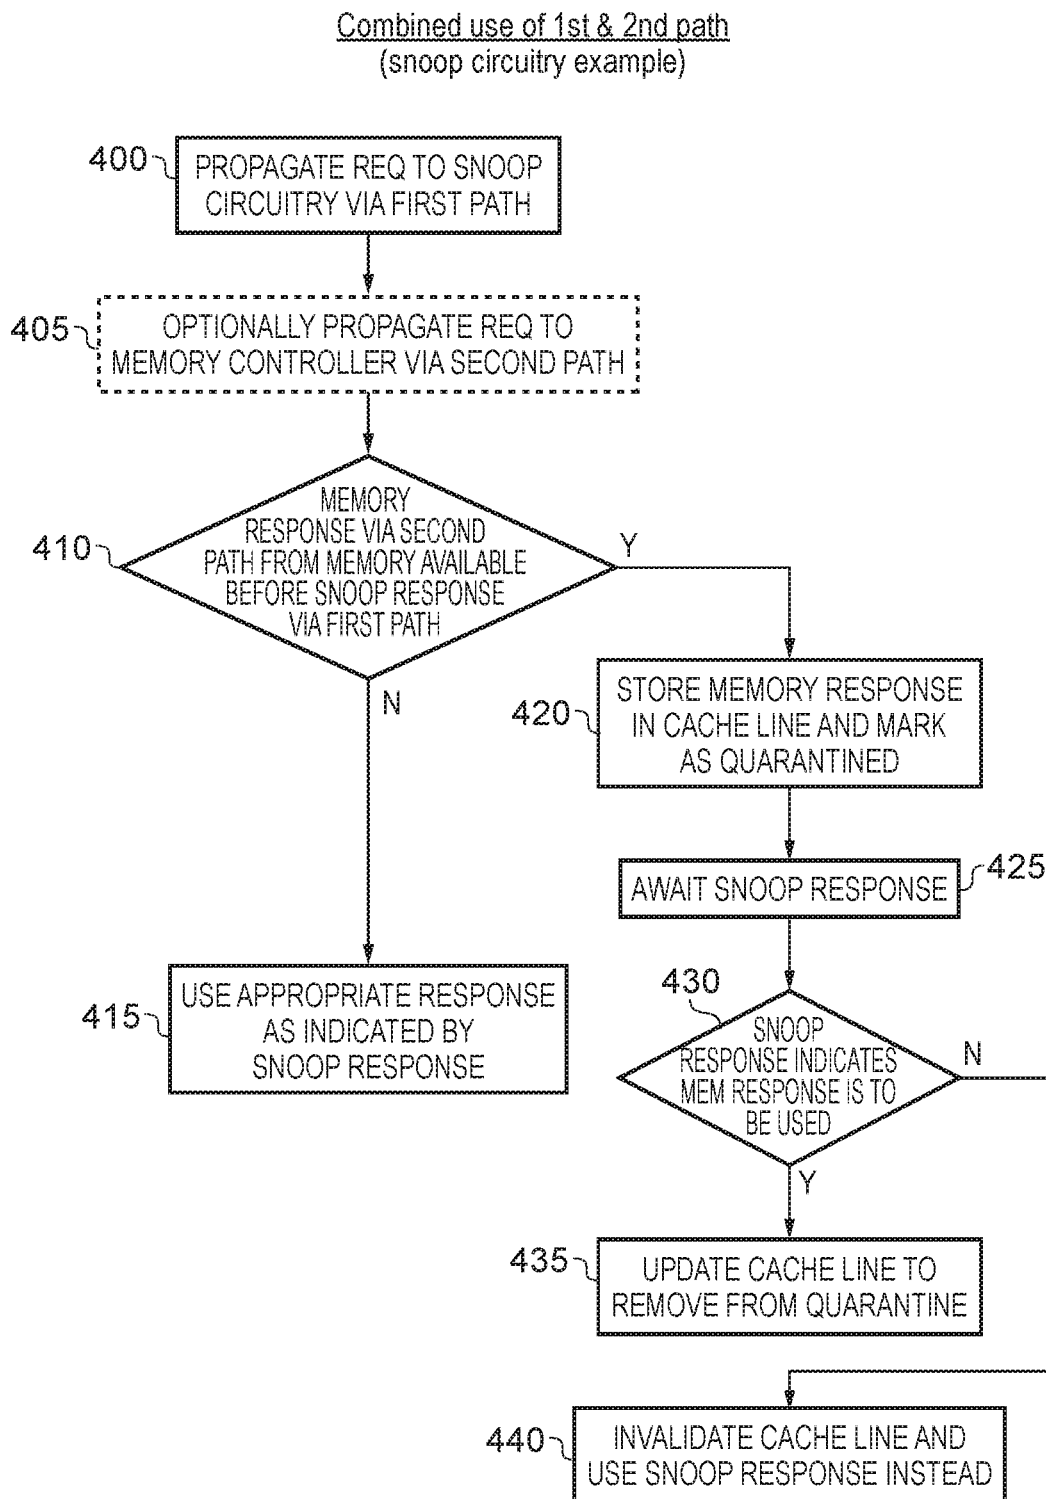 Combined use of 1st & 2nd path
(snoop circuitry example)
400
PROPAGATE REQ TO SNOOP
CIRCUITRY VIA FIRST PATH
405
OPTIONALLY PROPAGATE REQ TO
MEMORY CONTROLLER VIA SECOND PATH
410
MEMORY
RESPONSE VIA SECOND
PATH FROM MEMORY AVAILABLE
BEFORE SNOOP RESPONSE
VIA FIRST PATH
Y
N
420
STORE MEMORY RESPONSE
IN CACHE LINE AND MARK
AS QUARANTINED
AWAIT SNOOP RESPONSE
425
415
USE APPROPRIATE RESPONSE
AS INDICATED BY
SNOOP RESPONSE
430
SNOOP
RESPONSE INDICATES
MEM RESPONSE IS TO
BE USED
N
Y
435
UPDATE CACHE LINE TO
REMOVE FROM QUARANTINE
440
INVALIDATE CACHE LINE AND
USE SNOOP RESPONSE INSTEAD